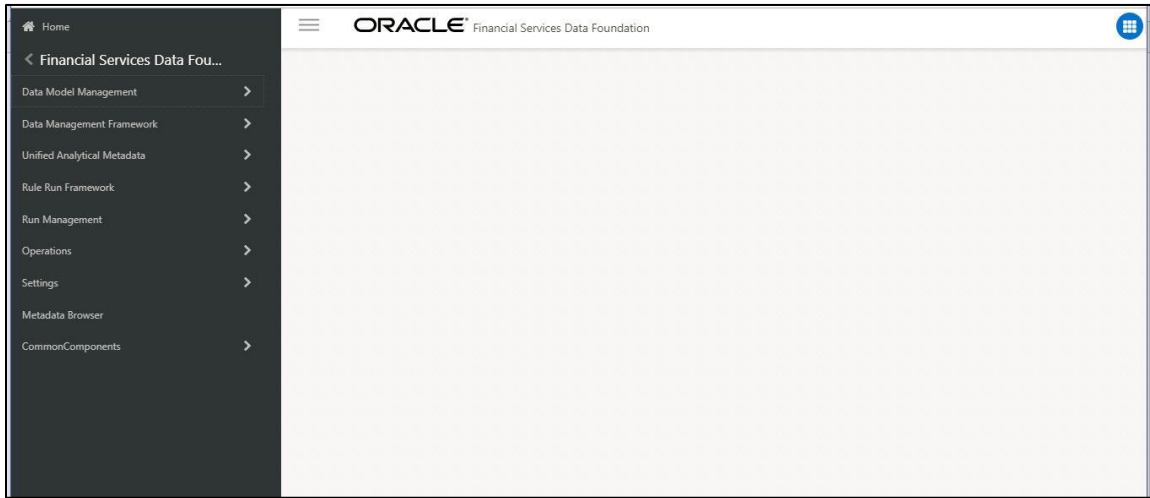 Home
ORACLE® Financial Services Data Foundation
Financial Services Data Fou...
Data Model Management
Data Management Framework
Unified Analytical Metadata
Rule Run Framework
Run Management
Operations
Settings
Metadata Browser
CommonComponents